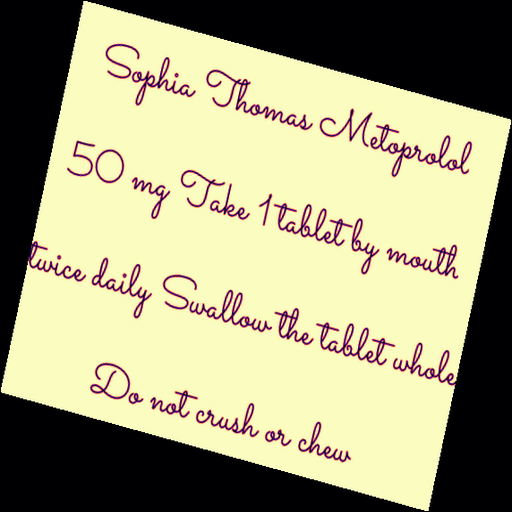 Sophia Thomas Metoprolol
50 mg Take 1 tablet by mouth
twice daily Swallow the tablet whole
Do not crush or chew